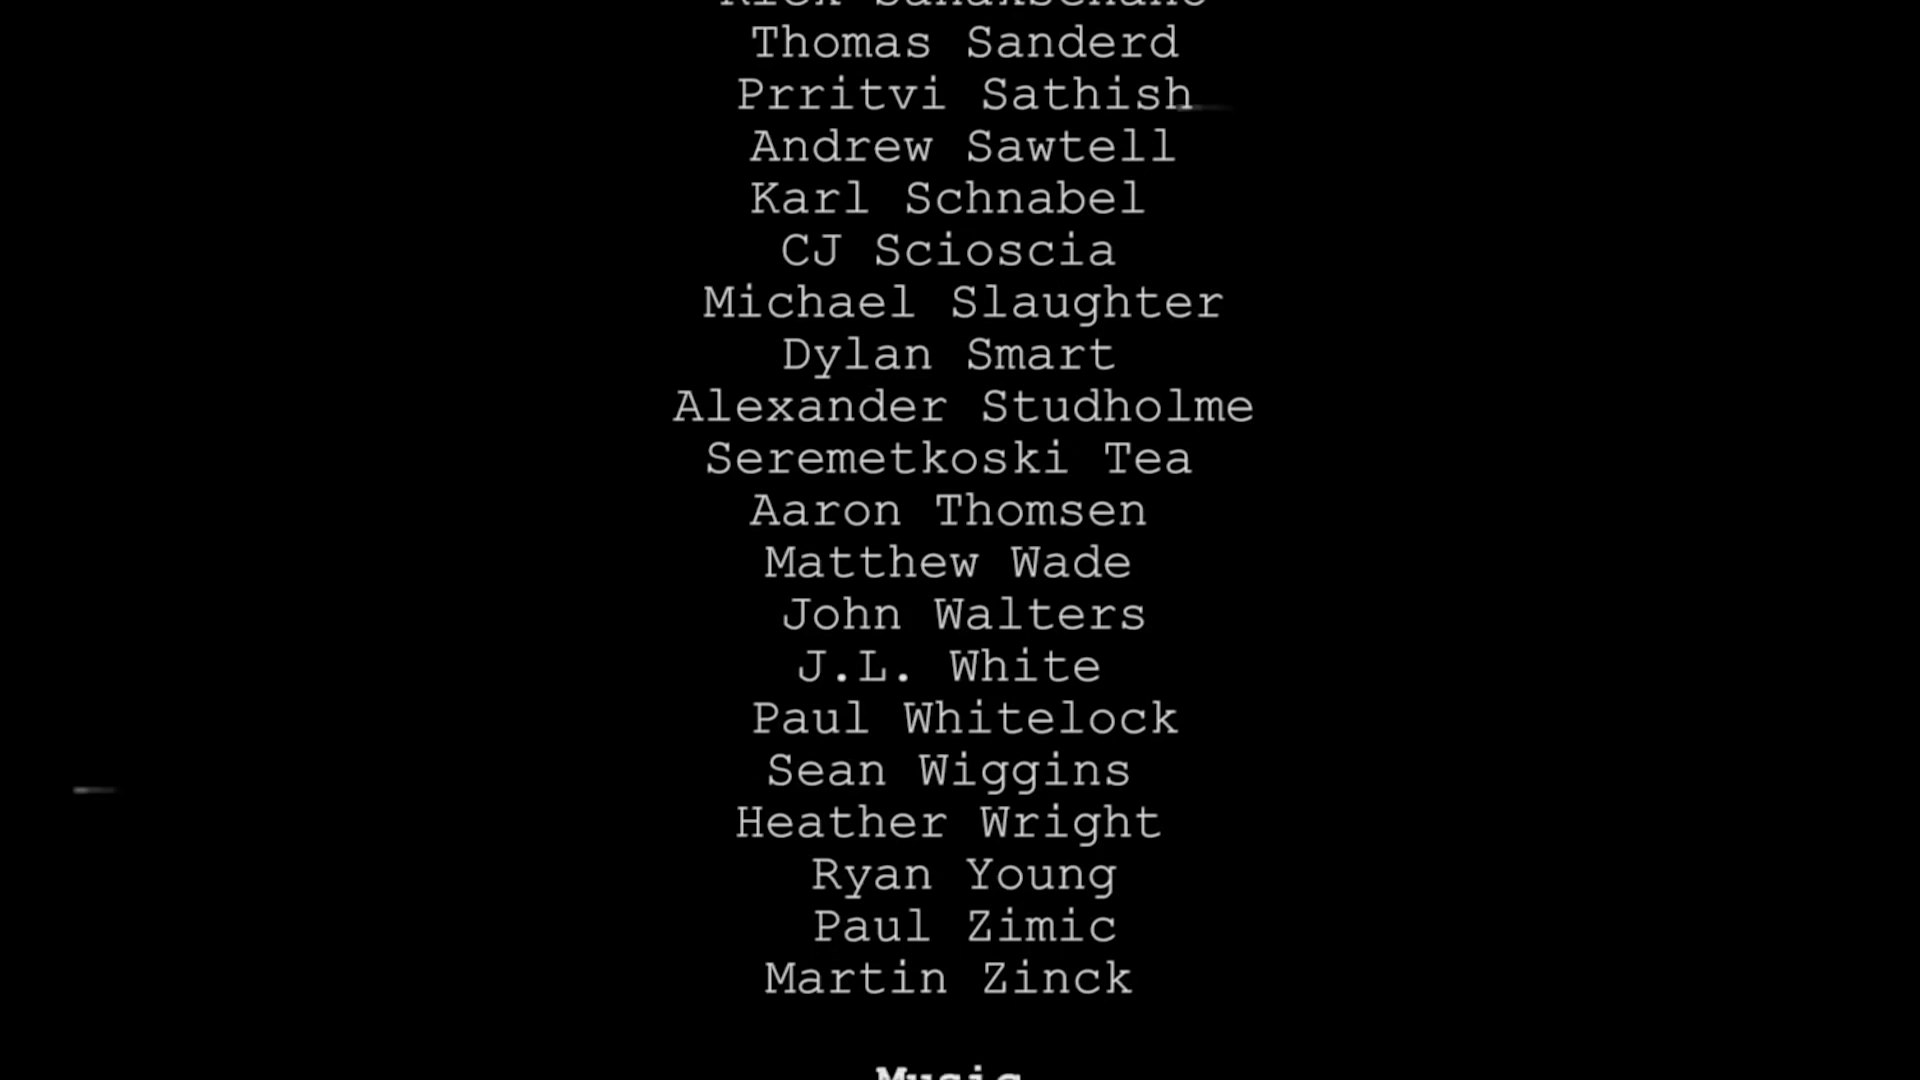 Thomas Sanderd
Prritvi Sathish
Andrew Sawtell
Karl Schnabel
CJ Scioscia
Michael Slaughter
Dylan Smart
Alexander Studholme
Seremetkoski Tea
Aaron Thomsen
Matthew Wade
John Walters
J.L. White
Paul Whitelock
Sean Wiggins
Heather Wright
Ryan Young
Paul Zimic
Martin Zinck
Music